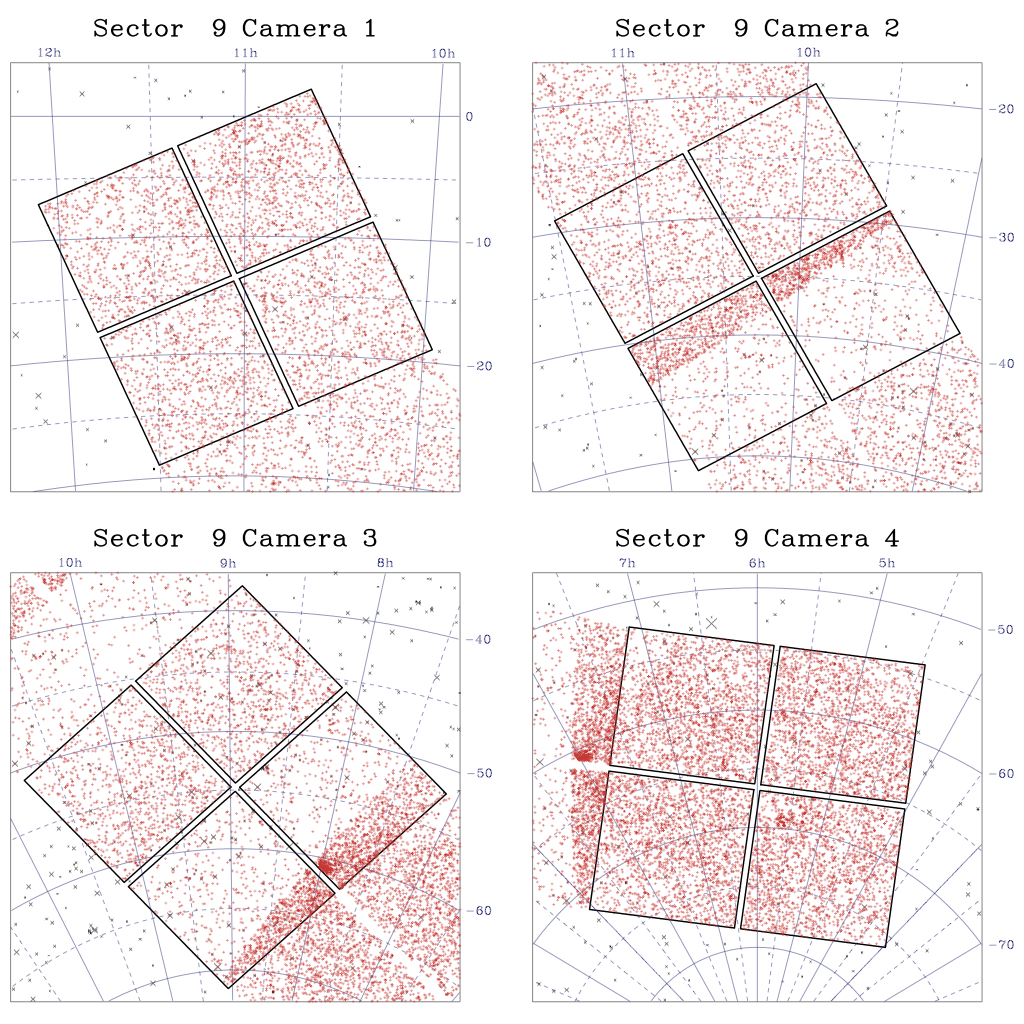 Sector 9 Camera 1
12h 11h 10h
0
-10
-20
Sector 9 Camera 2
11h 10h
-20
-30
-40
Sector 9 Camera 3
10h 9h 8h
-40
-50
-60
Sector 9 Camera 4
7h 6h 5h
-50
-60
-70